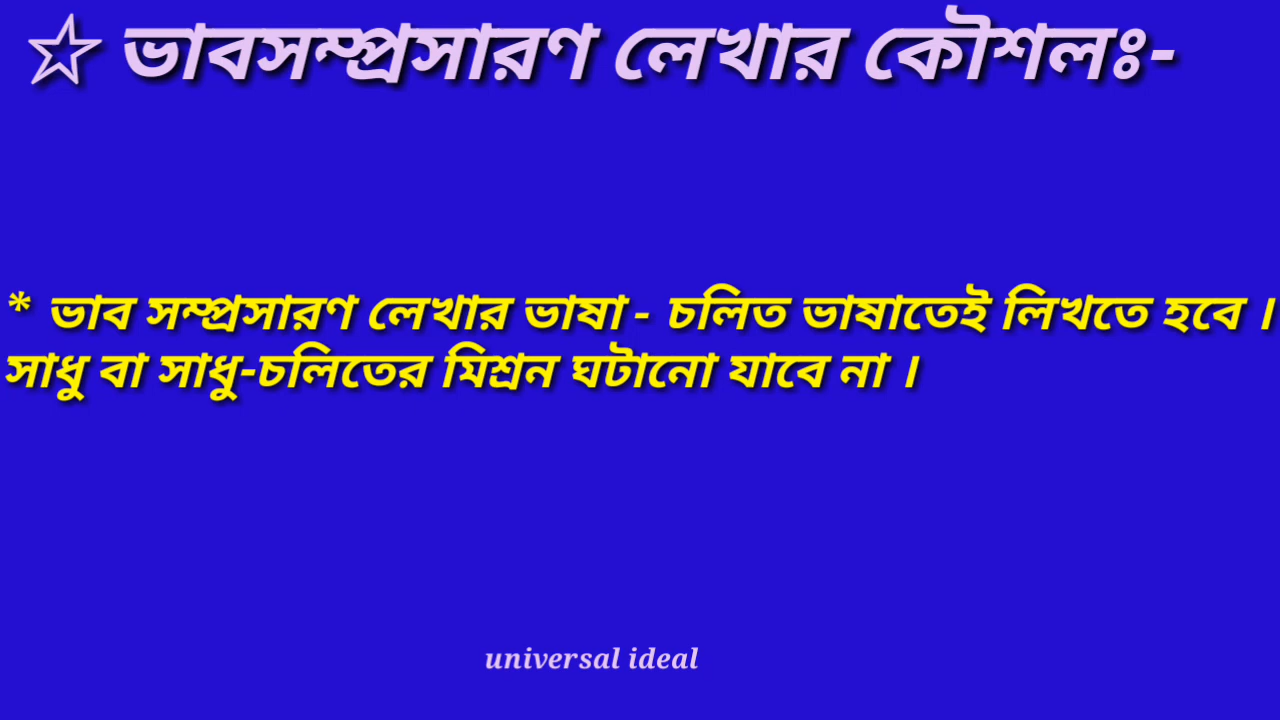 ☆ ভাবসম্প্রসারণ লেখার কৌশলঃ-
* ভাব সম্প্রসারণ লেখার ভাষা - চলিত ভাষাতেই লিখতে হবে ।
সাধু বা সাধু-চলিতের মিশ্রন ঘটানো যাবে না ।
universal ideal